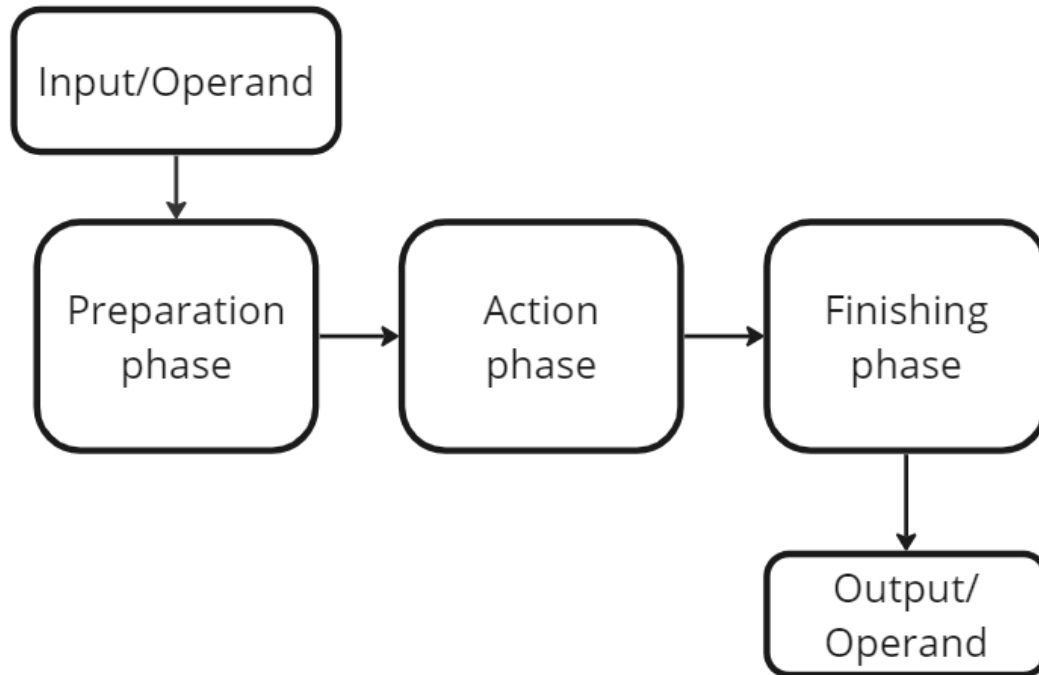 Input/Operand
Preparation
phase
Action
phase
Finishing
phase
Output/
Operand